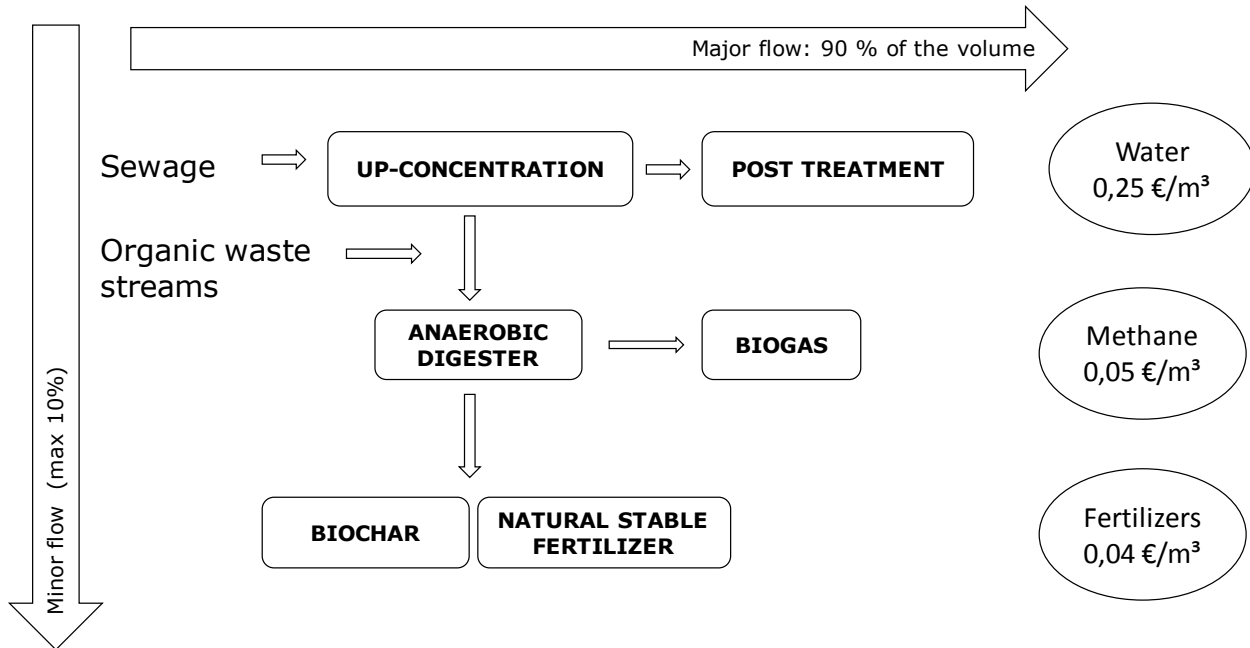 Major flow: 90 % of the volume
Sewage
UP-CONCENTRATION
POST TREATMENT
Water
0,25 €/m³
Organic waste
streams
ANAEROBIC
DIGESTER
BIOGAS
Methane
0,05 €/m³
Minor flow (max 10%)
BIOCHAR
NATURAL STABLE
FERTILIZER
Fertilizers
0,04 €/m³